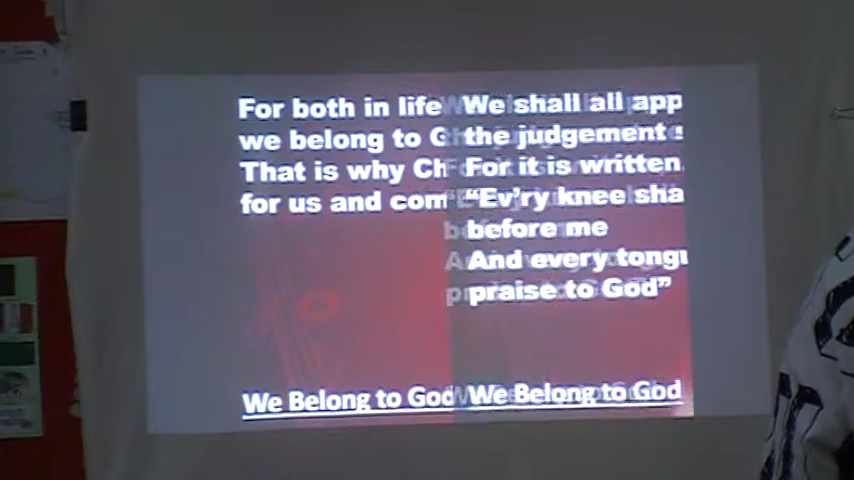 For both in life
we belong to G
That is why Ch
for us and com
We Belong to God
We shall all app
the judgement s
For it is written
“Ev’ry knee sha
before me
And every tongu
praise to God”
We Belong to God